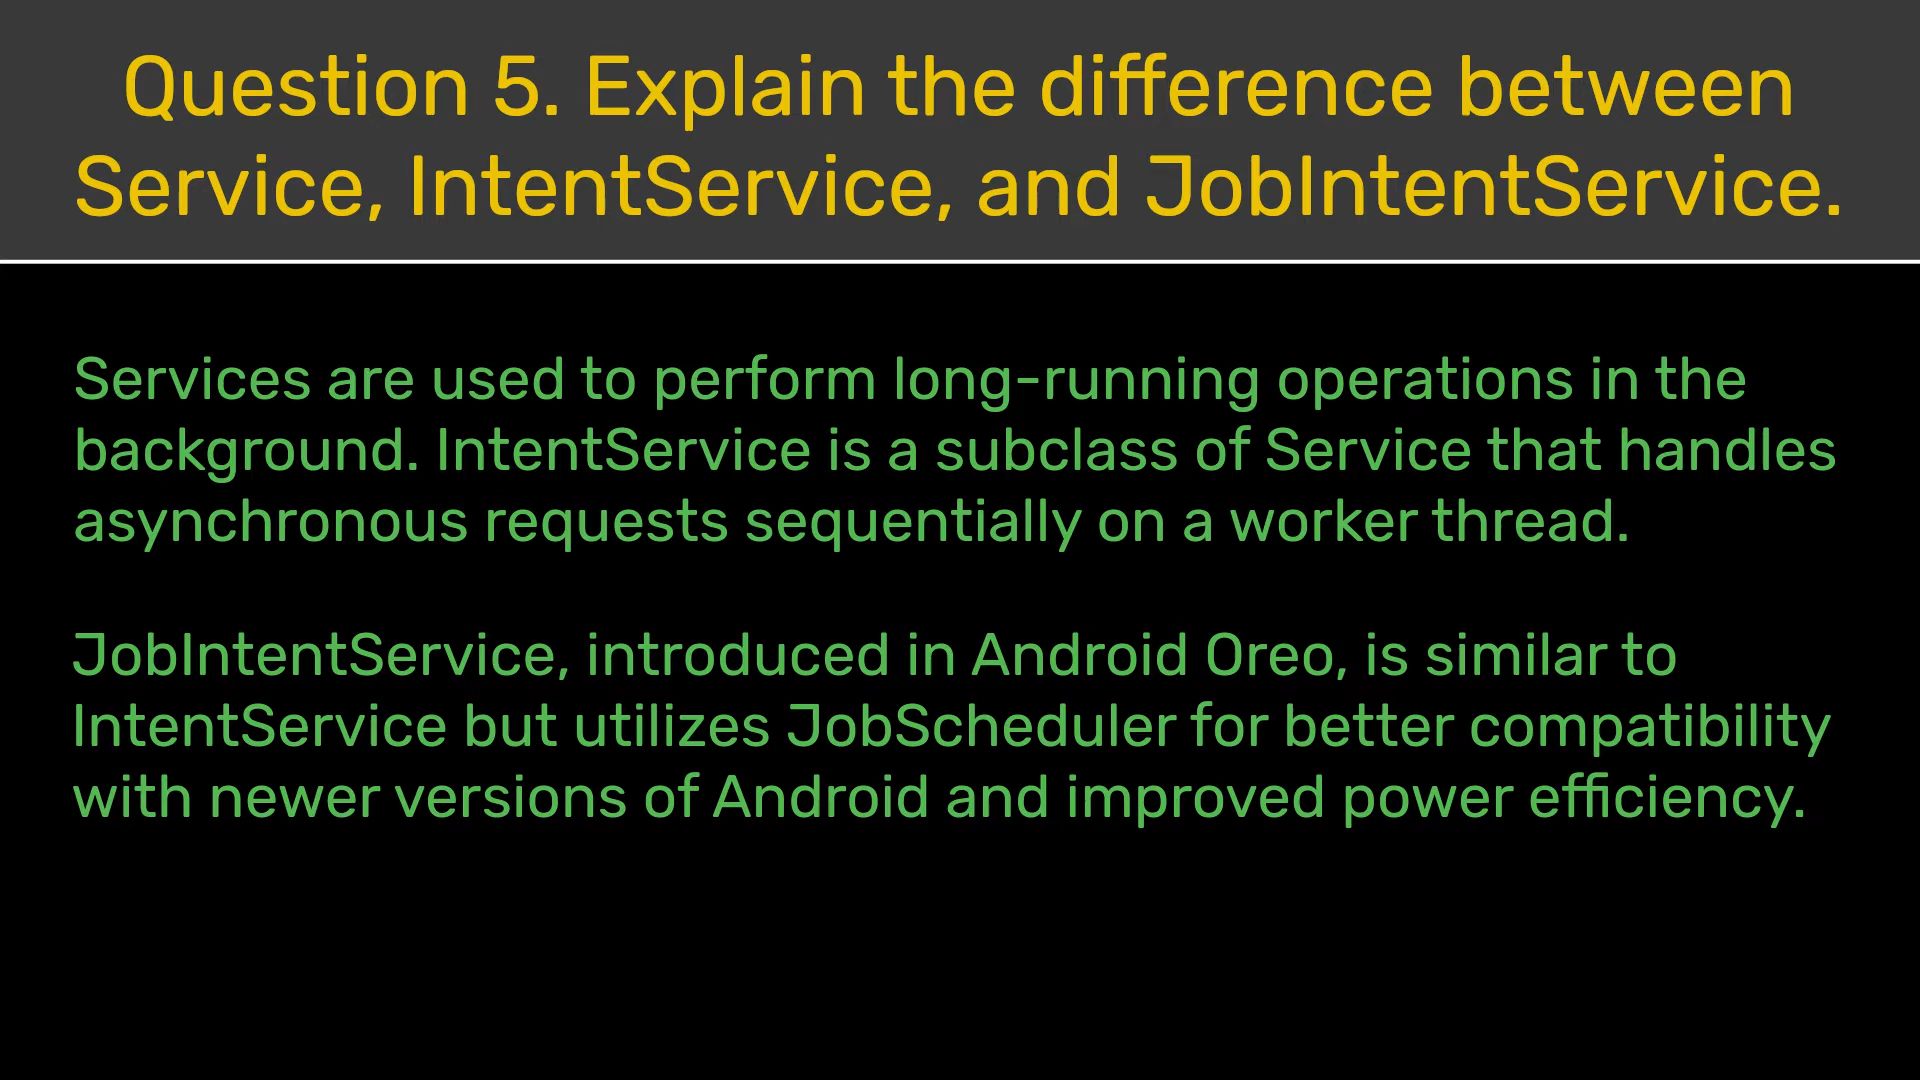 Question 5. Explain the difference between
Service, IntentService, and JobIntentService.
Services are used to perform long-running operations in the
background. IntentService is a subclass of Service that handles
asynchronous requests sequentially on a worker thread.
JobIntentService, introduced in Android Oreo, is similar to
IntentService but utilizes JobScheduler for better compatibility
with newer versions of Android and improved power efficiency.